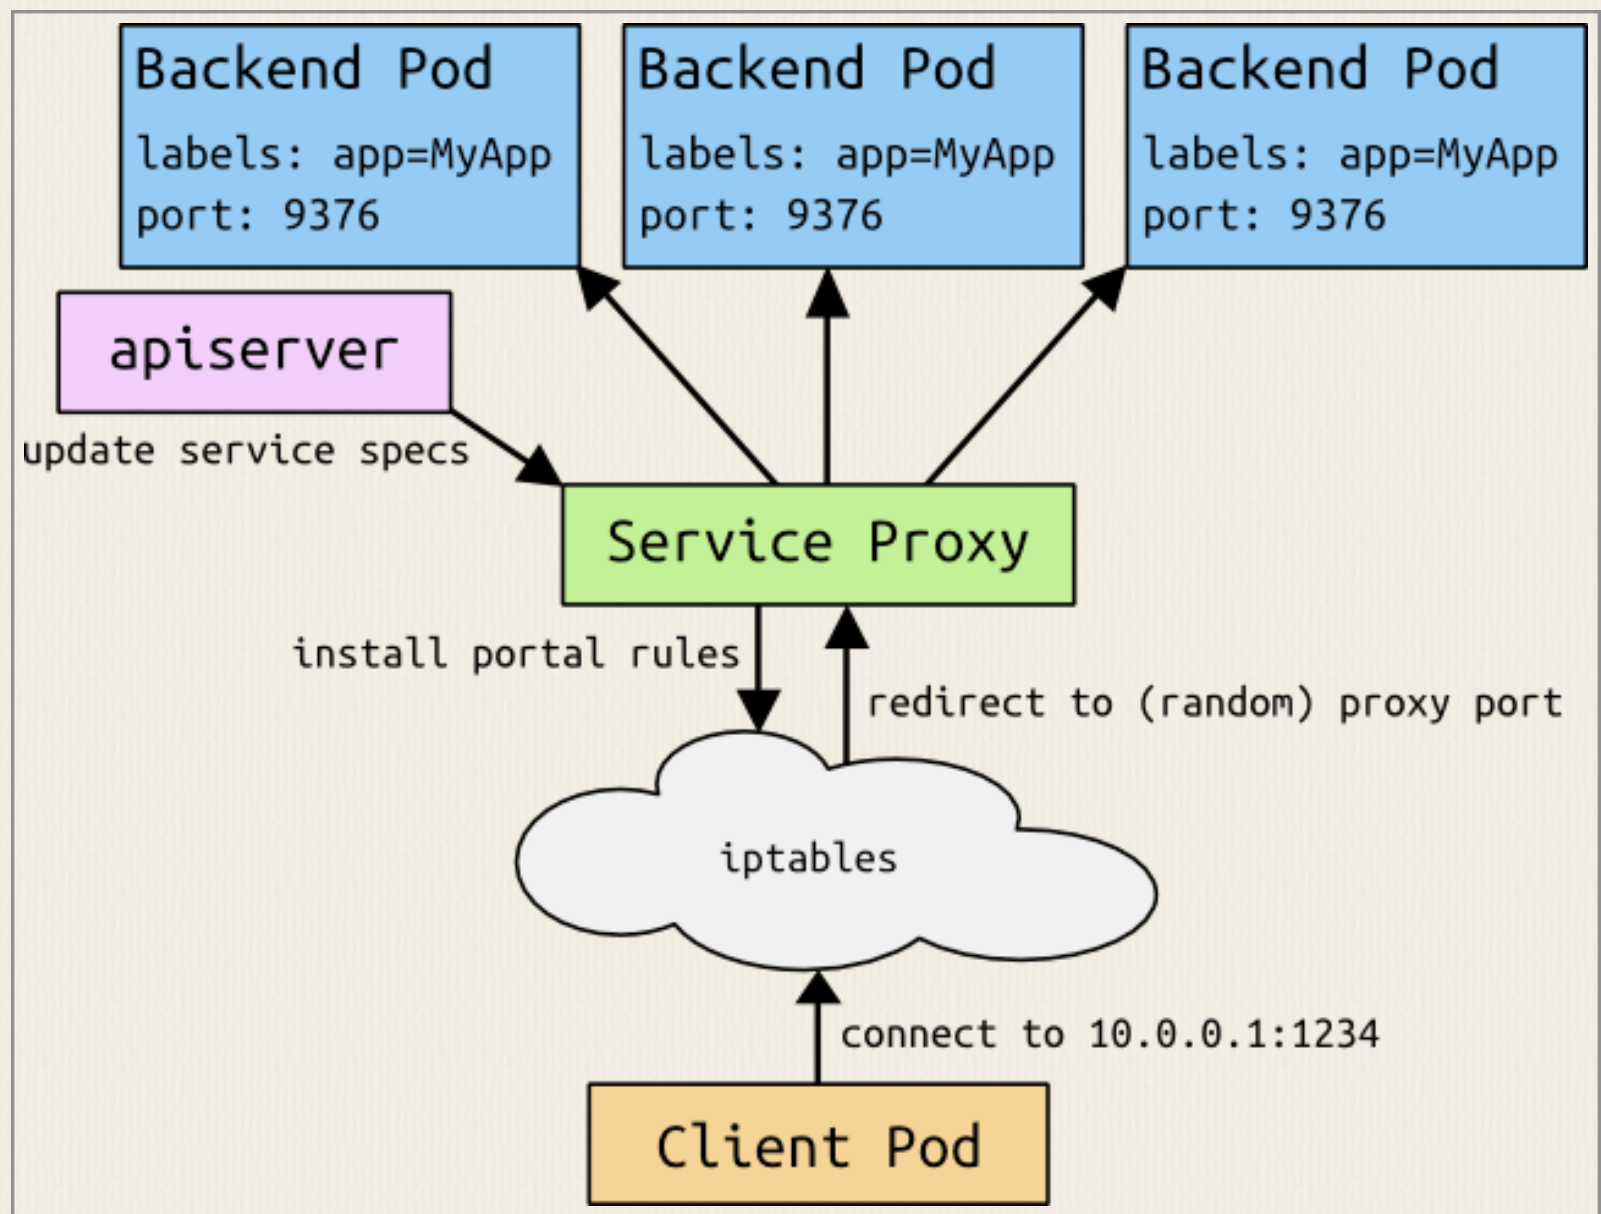 Backend Pod
labels: app=MyApp
port: 9376
Backend Pod
labels: app=MyApp
port: 9376
Backend Pod
labels: app=MyApp
port: 9376
apiserver
update service specs
Service Proxy
install portal rules
redirect to (random) proxy port
iptables
connect to 10.0.0.1:1234
Client Pod